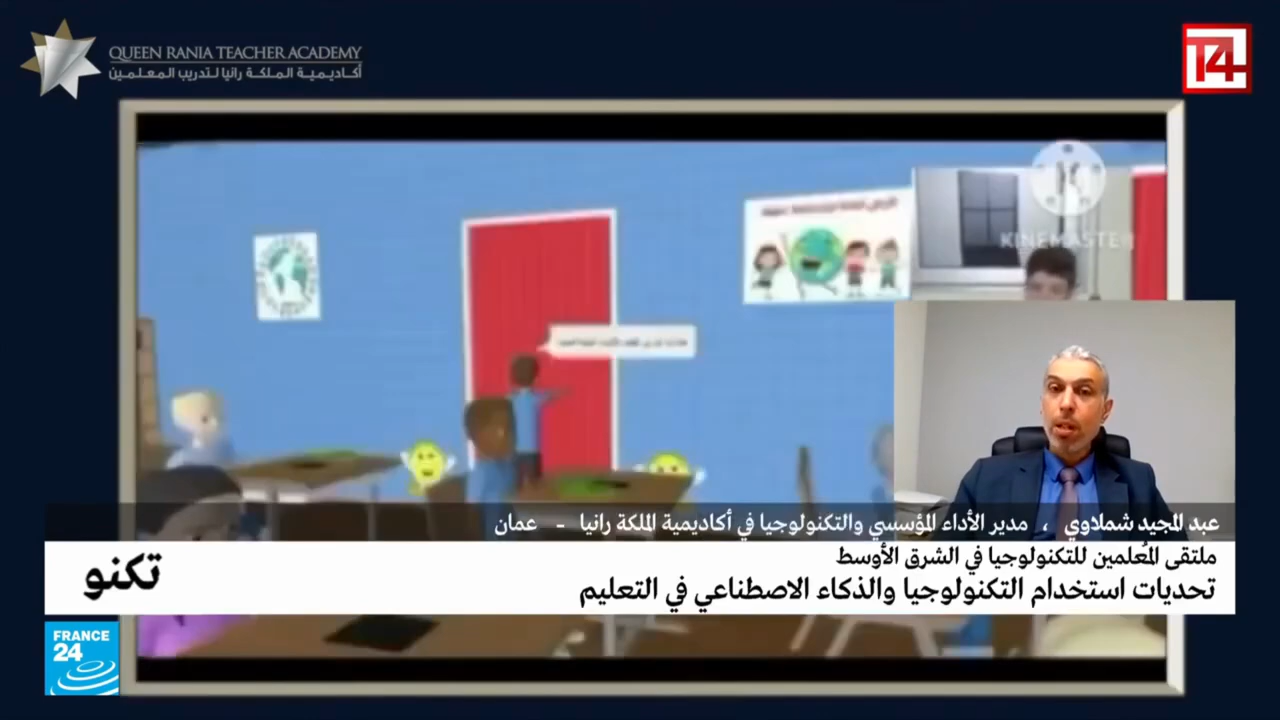 QUEEN RANIA TEACHER ACADEMY
أكاديمية الملكة رانيا لتدريب المعلمين
T4
KINEMASTER
عبد المجيد شملاوي ، مدير الأداء المؤسسي والتكنولوجيا في أكاديمية الملكة رانيا - عمان
ملتقى المُعلمين للتكنولوجيا في الشرق الأوسط
تحديات استخدام التكنولوجيا والذكاء الاصطناعي في التعليم
تكنو
FRANCE
24